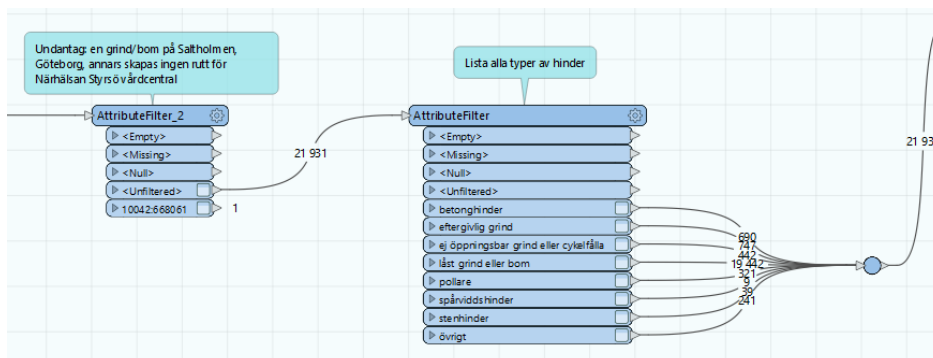 Undantag: en grind/bom på Saltholmen,
Göteborg, annars skapas ingen rutt för
Närhälsan Styrsö vårdcentral
AttributeFilter_2
<Empty>
<Missing>
<Null>
<Unfiltered>
10042:668061
1
21 931
Lista alla typer av hinder
AttributeFilter
<Empty>
<Missing>
<Null>
<Unfiltered>
betonghinder
eftergivlig grind
ej öppningsbar grind eller cykelfålla
låst grind eller bom
pollare
spårviddshinder
stenhinder
övrigt
690
747
442
19 442
321
9
39
241
21 93